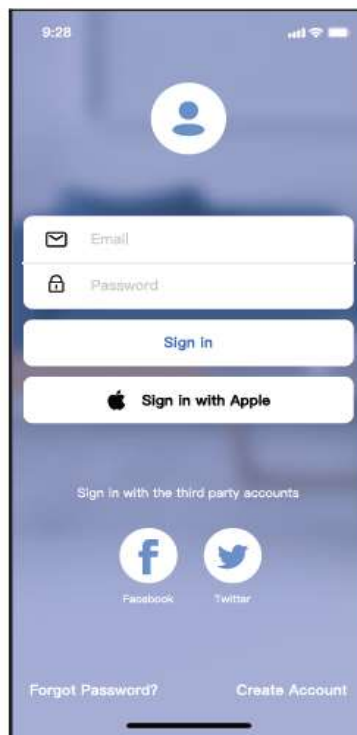 9:28
Email
Password
Sign in
Sign in with Apple
Sign in with the third party accounts
Facebook Twitter
Forgot Password? Create Account